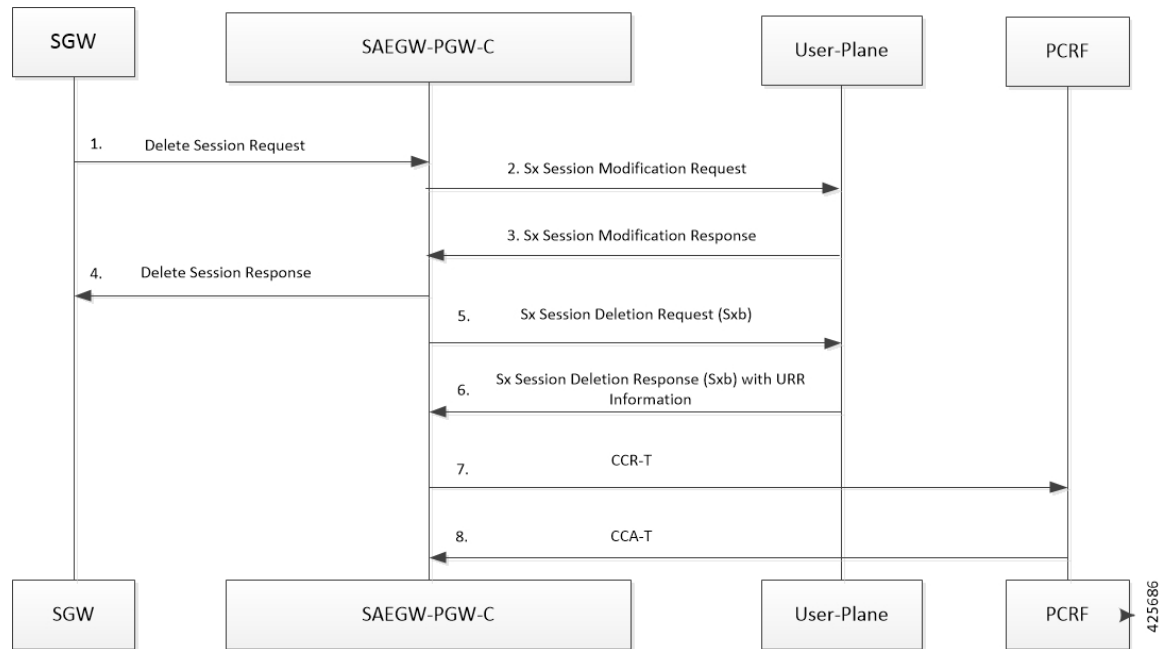 SGW
SAEGW-PGW-C
User-Plane
PCRF
1. Delete Session Request
2. Sx Session Modification Request
3. Sx Session Modification Response
4. Delete Session Response
5. Sx Session Deletion Request (Sxb)
6. Sx Session Deletion Response (Sxb) with URR
Information
7. CCR-T
8. CCA-T
SGW
SAEGW-PGW-C
User-Plane
PCRF
425686